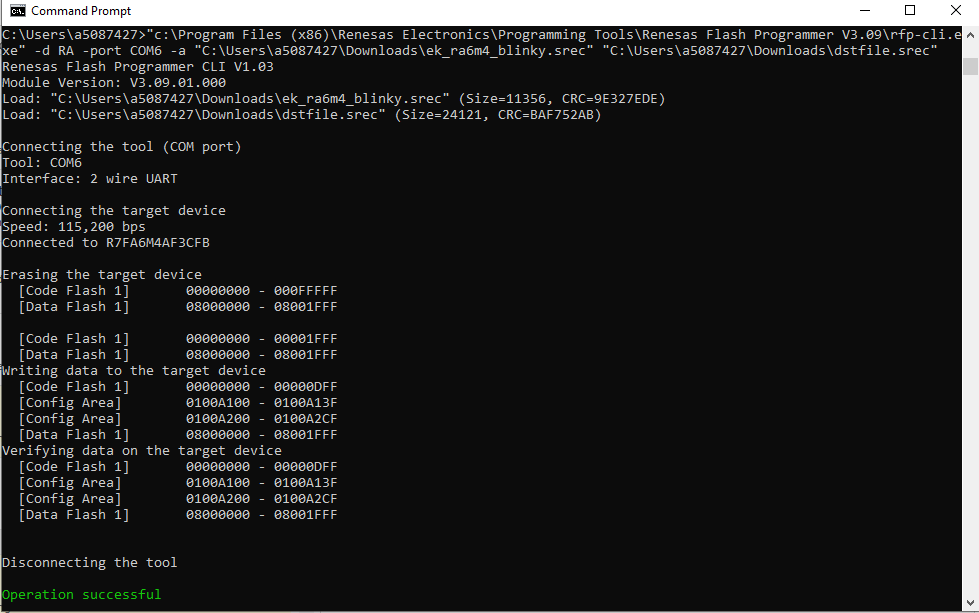 Command Prompt
C:\Users\a5087427>"c:\Program Files (x86)\Renesas Electronics\Programming Tools\Renesas Flash Programmer V3.09\rfp-cli.e
xe" -d RA -port COM6 -a "C:\Users\a5087427\Downloads\ek_ra6m4_blinky.srec" "C:\Users\a5087427\Downloads\dstfile.srec"
Renesas Flash Programmer CLI V1.03
Module Version: V3.09.01.000
Load: "C:\Users\a5087427\Downloads\ek_ra6m4_blinky.srec" (Size=11356, CRC=9E327EDE)
Load: "C:\Users\a5087427\Downloads\dstfile.srec" (Size=24121, CRC=BAF752AB)
Connecting the tool (COM port)
Tool: COM6
Interface: 2 wire UART
Connecting the target device
Speed: 115,200 bps
Connected to R7FA6M4AF3CFB
Erasing the target device
[Code Flash 1] 00000000 - 000FFFFF
[Data Flash 1] 08000000 - 08001FFF
[Code Flash 1] 00000000 - 00001FFF
[Data Flash 1] 08000000 - 08001FFF
Writing data to the target device
[Code Flash 1] 00000000 - 00000DFF
[Config Area] 0100A100 - 0100A13F
[Config Area] 0100A200 - 0100A2CF
[Data Flash 1] 08000000 - 08001FFF
Verifying data on the target device
[Code Flash 1] 00000000 - 00000DFF
[Config Area] 0100A100 - 0100A13F
[Config Area] 0100A200 - 0100A2CF
[Data Flash 1] 08000000 - 08001FFF
Disconnecting the tool
Operation successful